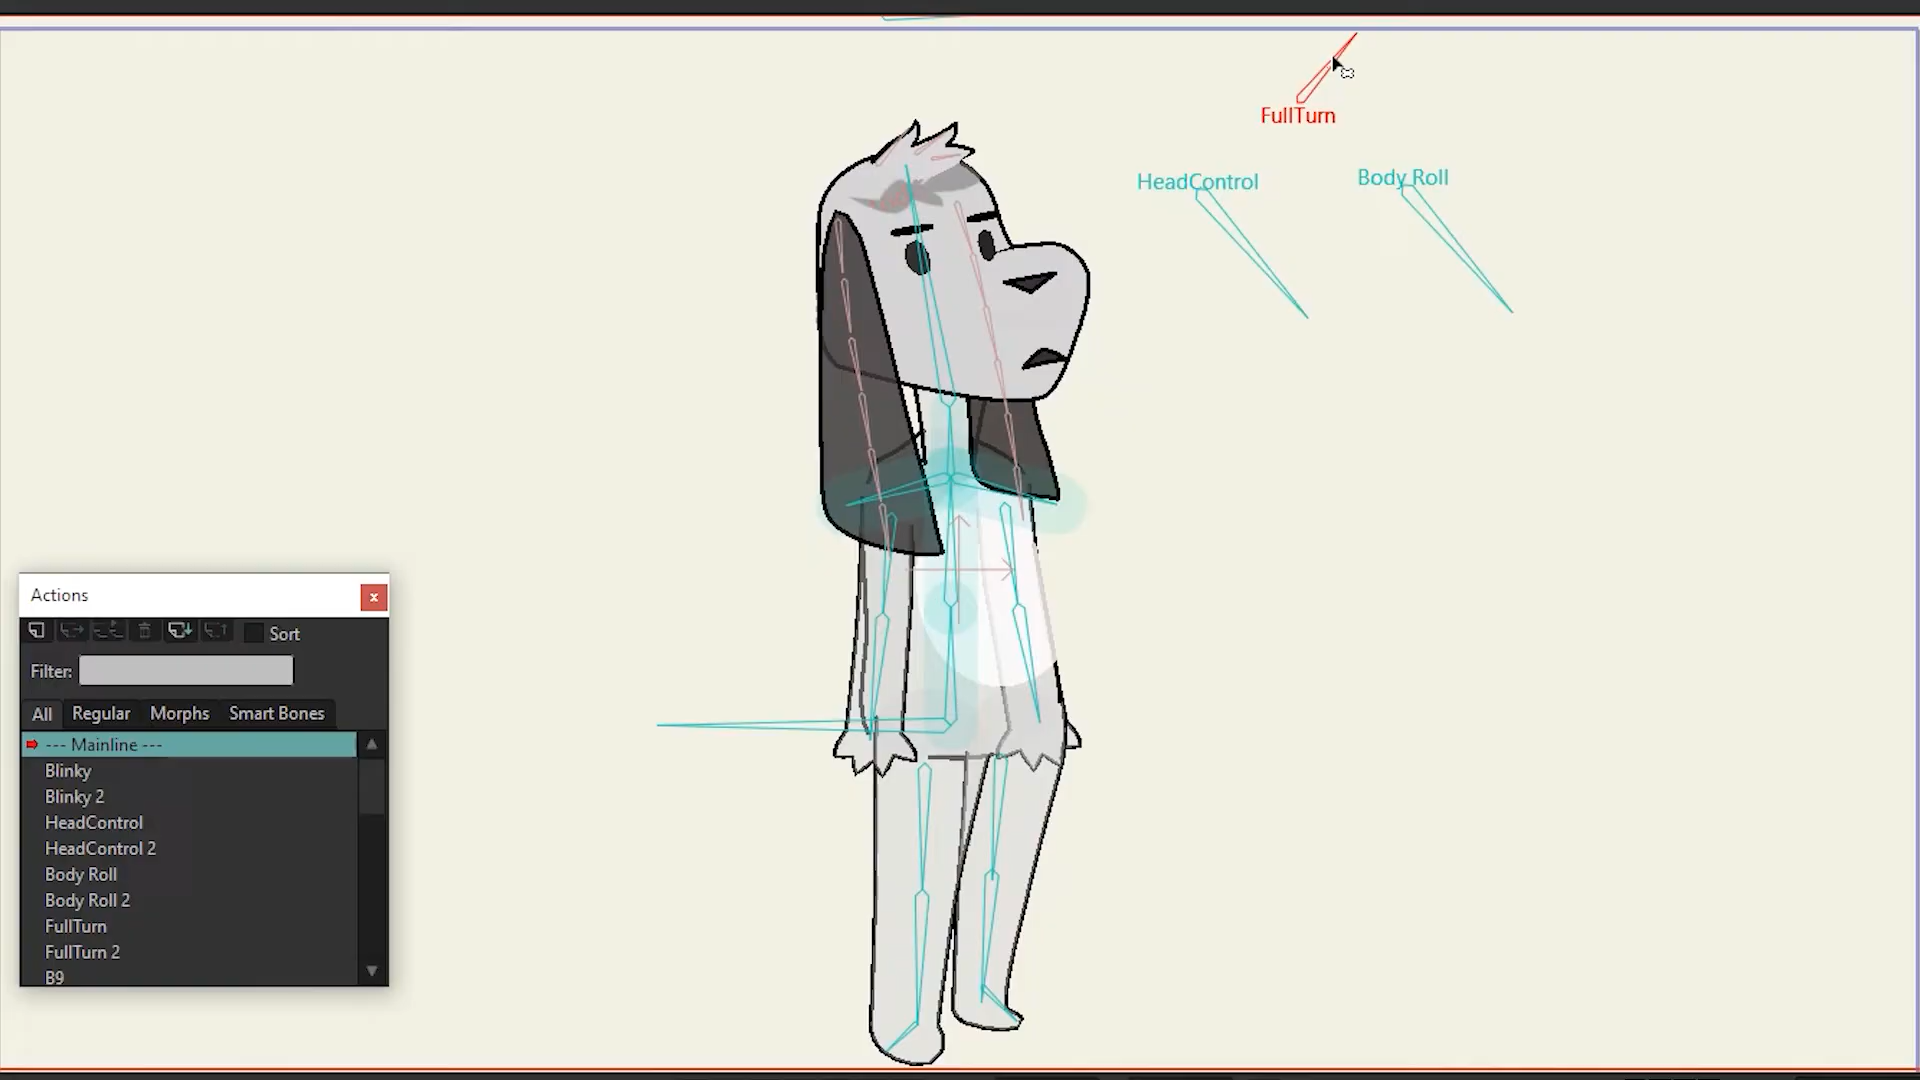 FullTurn
HeadControl
Body Roll
Actions
x
Sort
Filter:
All Regular Morphs Smart Bones
--- Mainline ---
Blinky
Blinky 2
HeadControl
HeadControl 2
Body Roll
Body Roll 2
FullTurn
FullTurn 2
B9